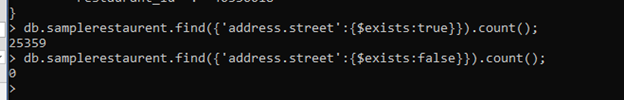 }
> db.samplerestaurent.find({'address.street':{$exists:true}}).count();
25359
> db.samplerestaurent.find({'address.street':{$exists:false}}).count();
0
>